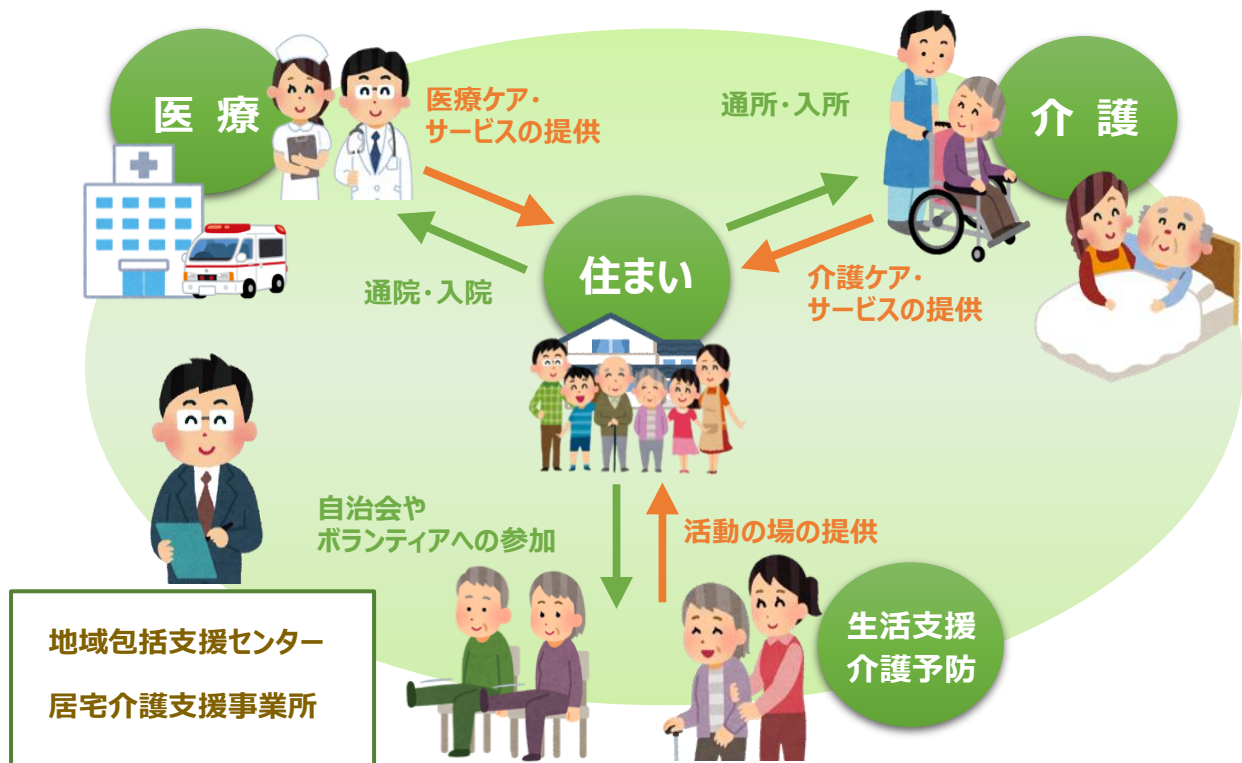 医療
医療ケア・
サービスの提供
通所・入所
介護
住まい
通院・入院
介護ケア・
サービスの提供
自治会や
ボランティアへの参加
活動の場の提供
生活支援
介護予防
地域包括支援センター
居宅介護支援事業所